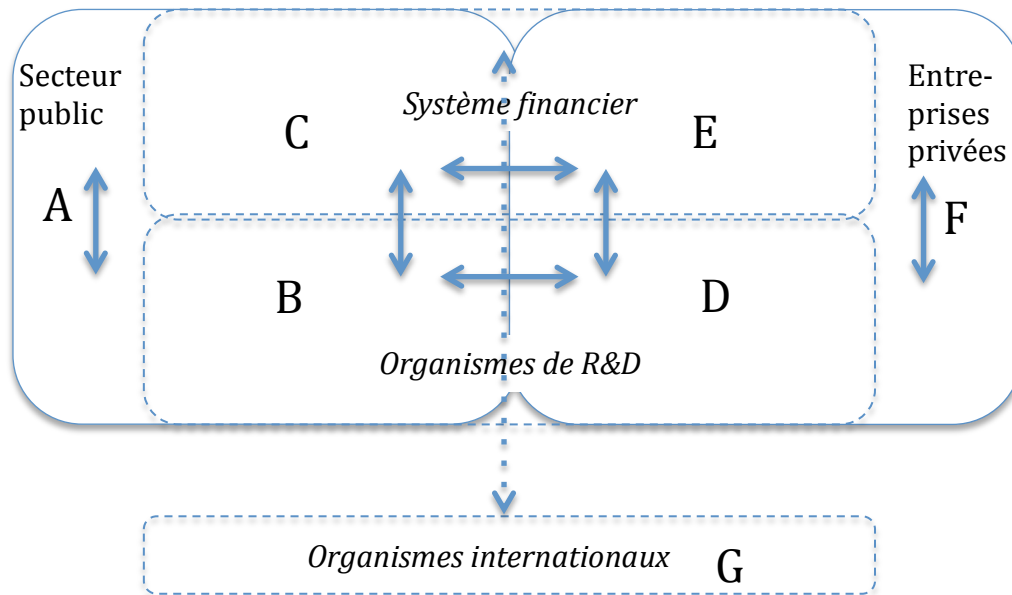 Secteur
public
Système financier
Entre-
prises
privées
C
E
A
F
B
D
Organismes de R&D
Organismes internationaux
G